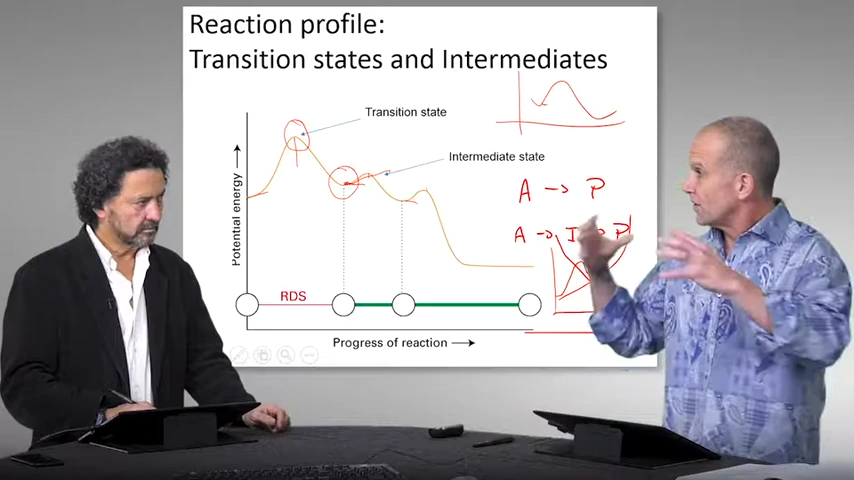 Reaction profile:
Transition states and Intermediates
Transition state
Intermediate state
A → P
A → I → P
Potential energy →
RDS
Progress of reaction →